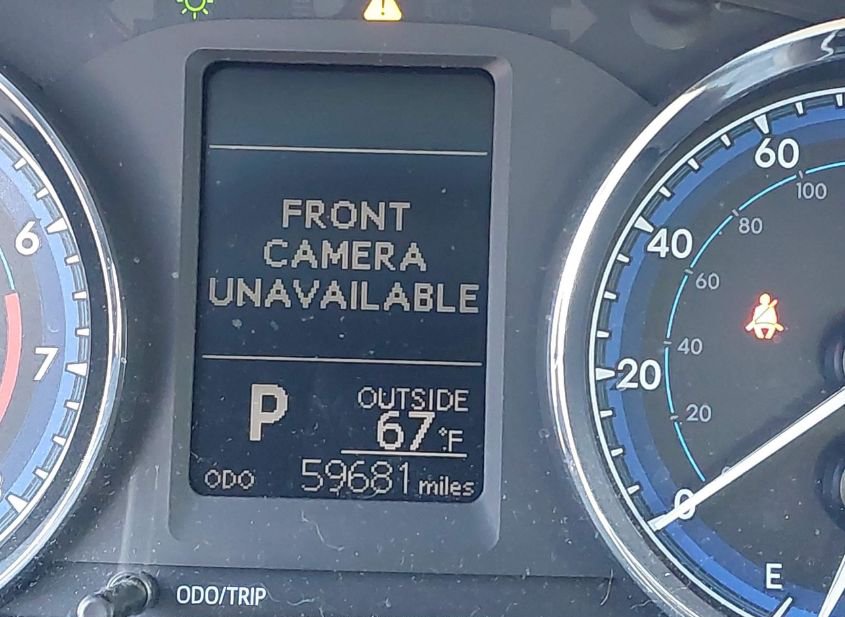 FRONT
CAMERA
UNAVAILABLE
P
OUTSIDE
67°F
ODO 59681 miles
ODO/TRIP
6
7
60
40
20
0
100
80
60
40
20
E